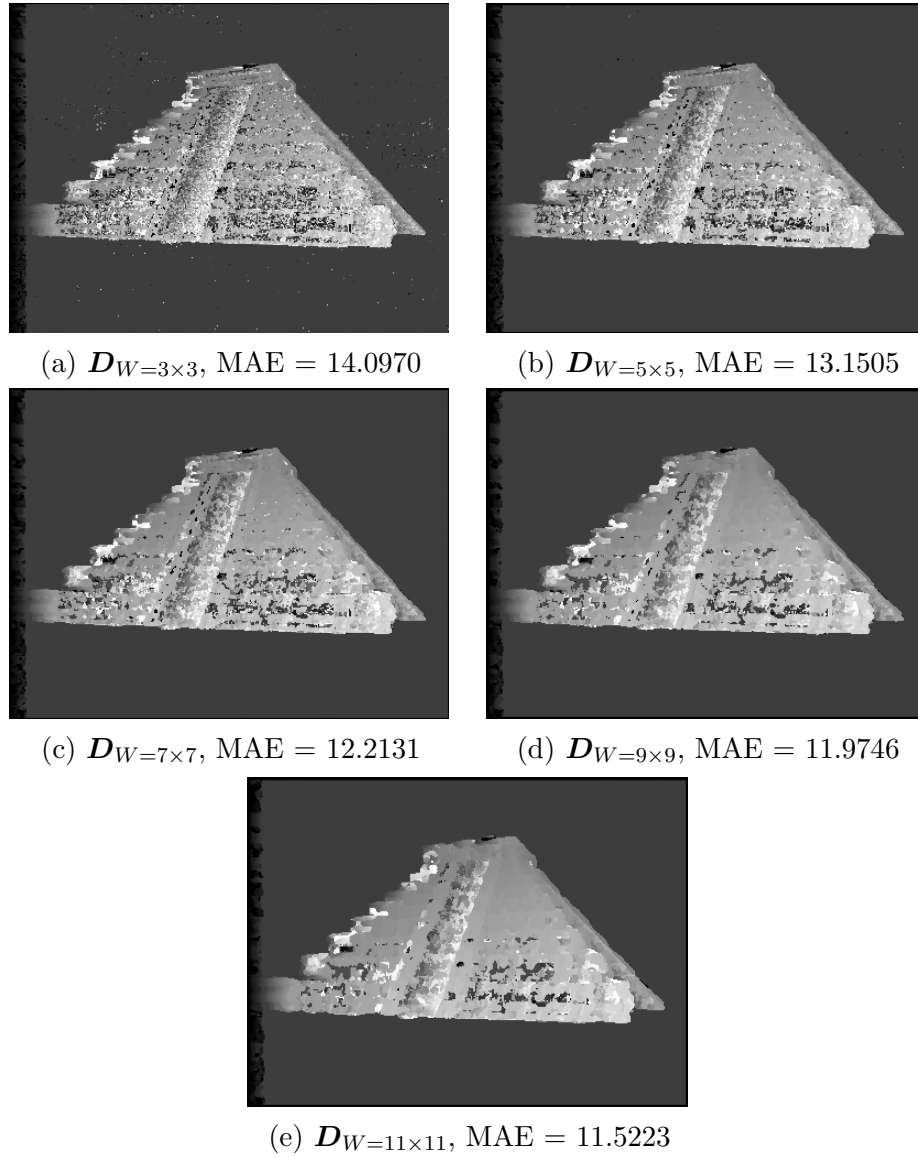 (a) D_{W=3×3}, MAE = 14.0970
(b) D_{W=5×5}, MAE = 13.1505
(c) D_{W=7×7}, MAE = 12.2131
(d) D_{W=9×9}, MAE = 11.9746
(e) D_{W=11×11}, MAE = 11.5223